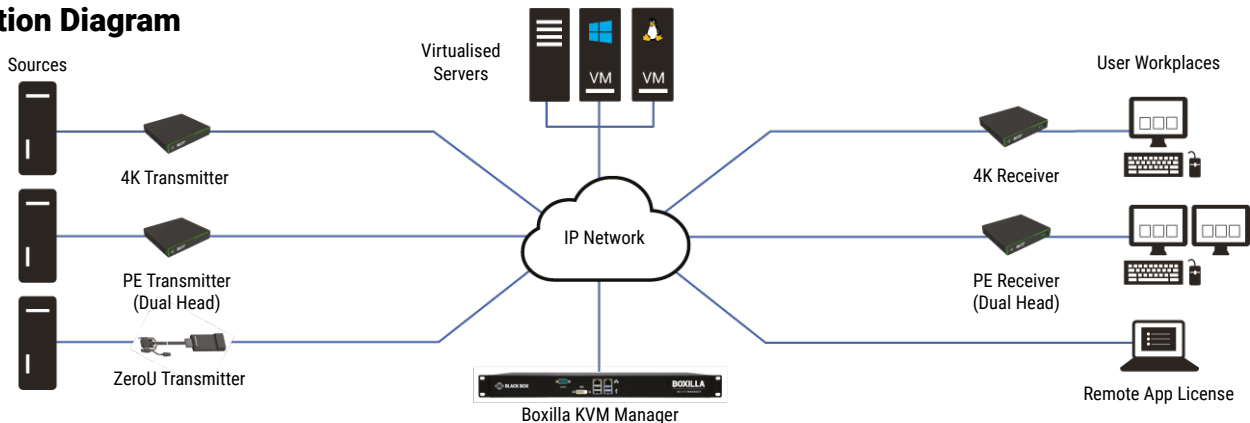 tion Diagram
Sources
Virtualised
Servers
VM
VM
User Workplaces
4K Transmitter
4K Receiver
IP Network
PE Transmitter
(Dual Head)
PE Receiver
(Dual Head)
ZeroU Transmitter
BLACK BOX
BOXILLA
Remote App License
Boxilla KVM Manager